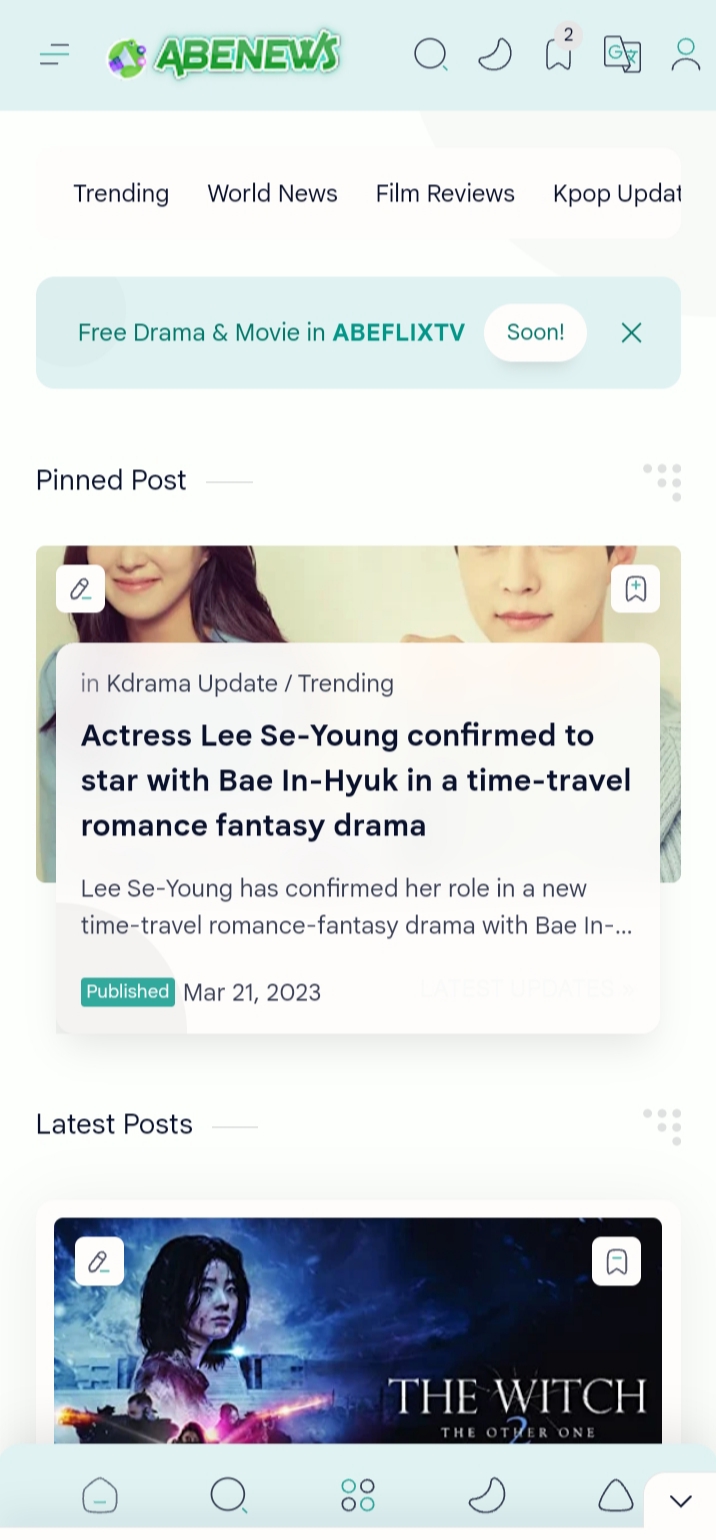 ABENEWS
2
Trending World News Film Reviews Kpop Updat
Free Drama & Movie in ABEFLIXTV Soon!
Pinned Post
in Kdrama Update / Trending
Actress Lee Se-Young confirmed to
star with Bae In-Hyuk in a time-travel
romance fantasy drama
Lee Se-Young has confirmed her role in a new
time-travel romance-fantasy drama with Bae In-...
Published Mar 21, 2023
LATEST UPDATES
Latest Posts
THE WITCH
2
THE OTHER ONE